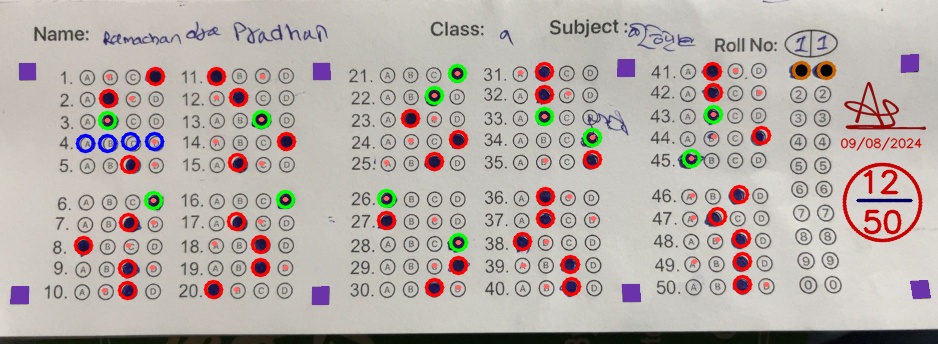 Name: Ramachandra Pradhan Class: 9 Subject : Roll No: 1 1
1. A B C D 11. A B C D 21. A B C D 31. A B C D 41. A B C D
2. A B C D 12. A B C D 22. A B C D 32. A B C D 42. A B C D 2 2
3. A B C D 13. A B C D 23. A B C D 33. A B C D 43. A B C D 3 3
4. A B C D 14. A B C D 24. A B C D 34. A B C D 44. A B C D 4 4
5. A B C D 15. A B C D 25. A B C D 35. A B C D 45. A B C D 5 5
6. A B C D 16. A B C D 26. A B C D 36. A B C D 46. A B C D 6 6
7. A B C D 17. A B C D 27. A B C D 37. A B C D 47. A B C D 7 7
8. A B C D 18. A B C D 28. A B C D 38. A B C D 48. A B C D 8 8
9. A B C D 19. A B C D 29. A B C D 39. A B C D 49. A B C D 9 9
10. A B C D 20. A B C D 30. A B C D 40. A B C D 50. A B C D 0 0
09/08/2024
12
50